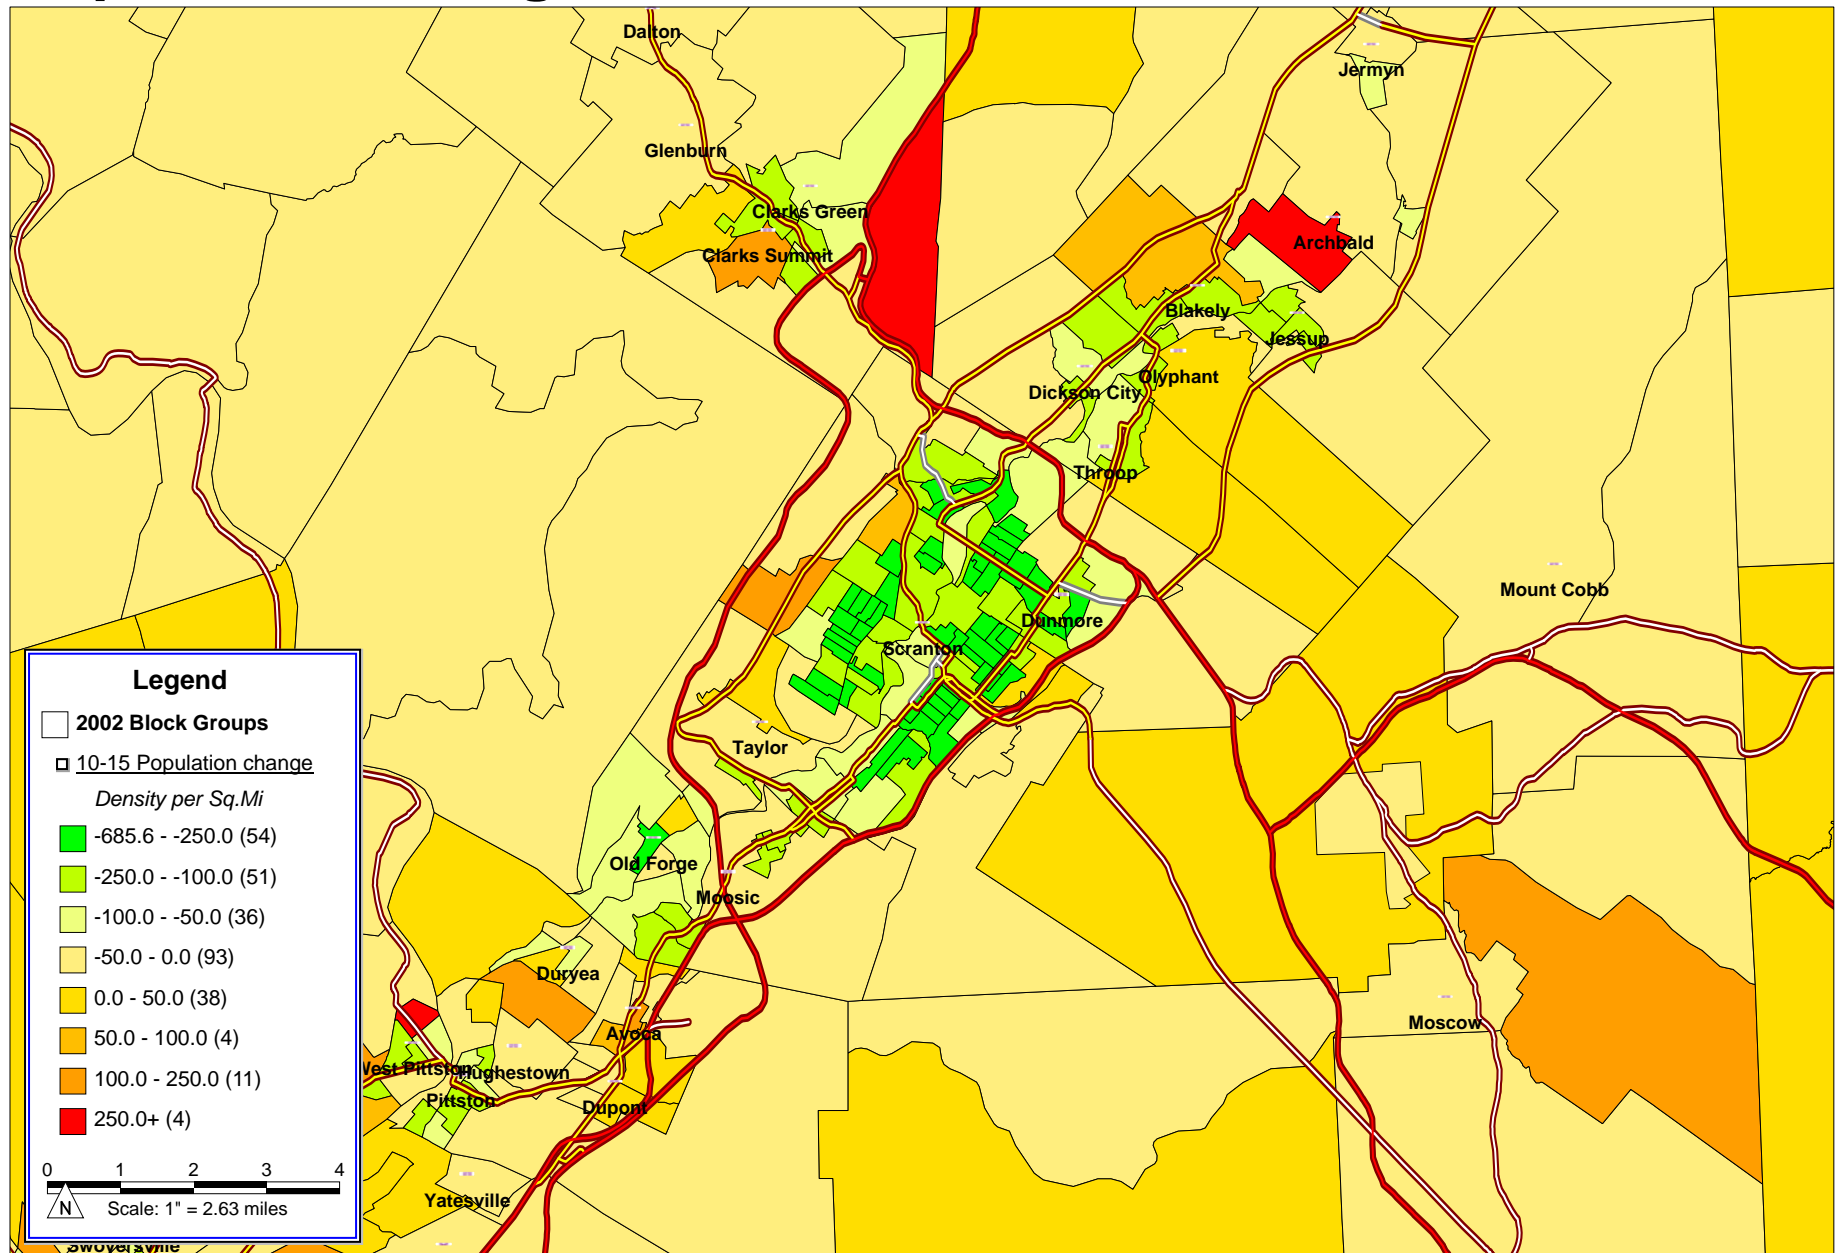 Dalton
Jermyn
Glenburn
Clarks Green
Archbald
Clarks Summit
Blakely
Jessup
Olyphant
Dickson City
Throop
Mount Cobb
Dunmore
Scranton
Taylor
Old Forge
Moosic
Duryea
Moscow
Avoca
West Pittston
Hughestown
Pittston
Dupont
Yatesville
Swoyersville
Legend
2002 Block Groups
10-15 Population change
Density per Sq.Mi
-685.6 - -250.0 (54)
-250.0 - -100.0 (51)
-100.0 - -50.0 (36)
-50.0 - 0.0 (93)
0.0 - 50.0 (38)
50.0 - 100.0 (4)
100.0 - 250.0 (11)
250.0+ (4)
0 1 2 3 4
N
Scale: 1" = 2.63 miles